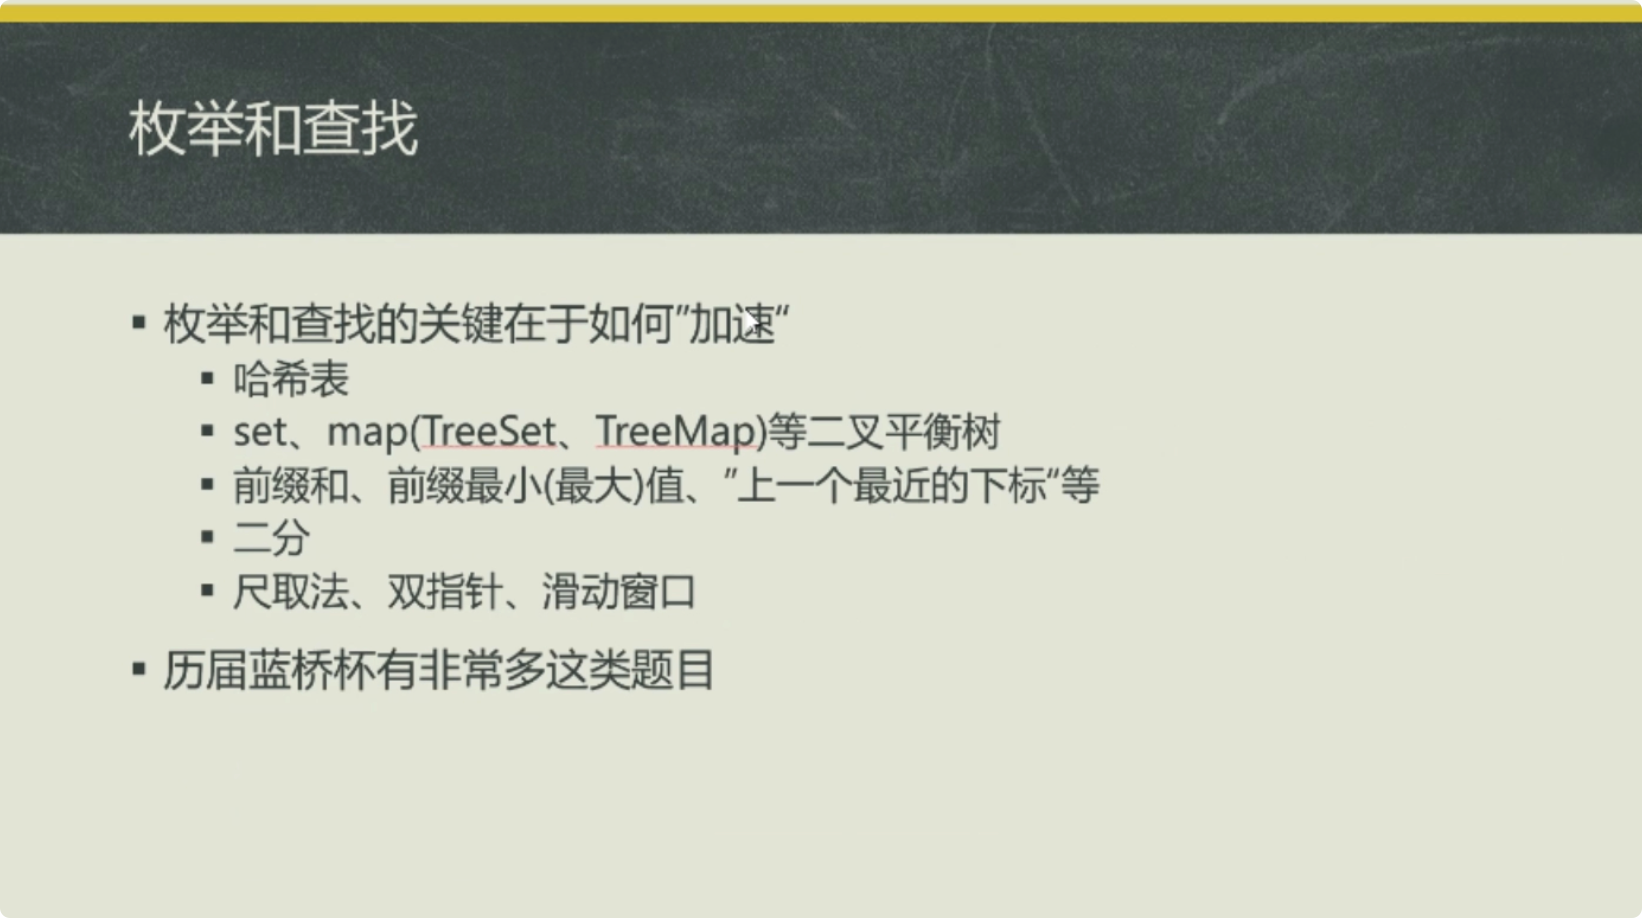 枚举和查找
▪ 枚举和查找的关键在于如何”加速“
▪ 哈希表
▪ set、map(TreeSet、TreeMap)等二叉平衡树
▪ 前缀和、前缀最小(最大)值、”上一个最近的下标“等
▪ 二分
▪ 尺取法、双指针、滑动窗口
▪ 历届蓝桥杯有非常多这类题目